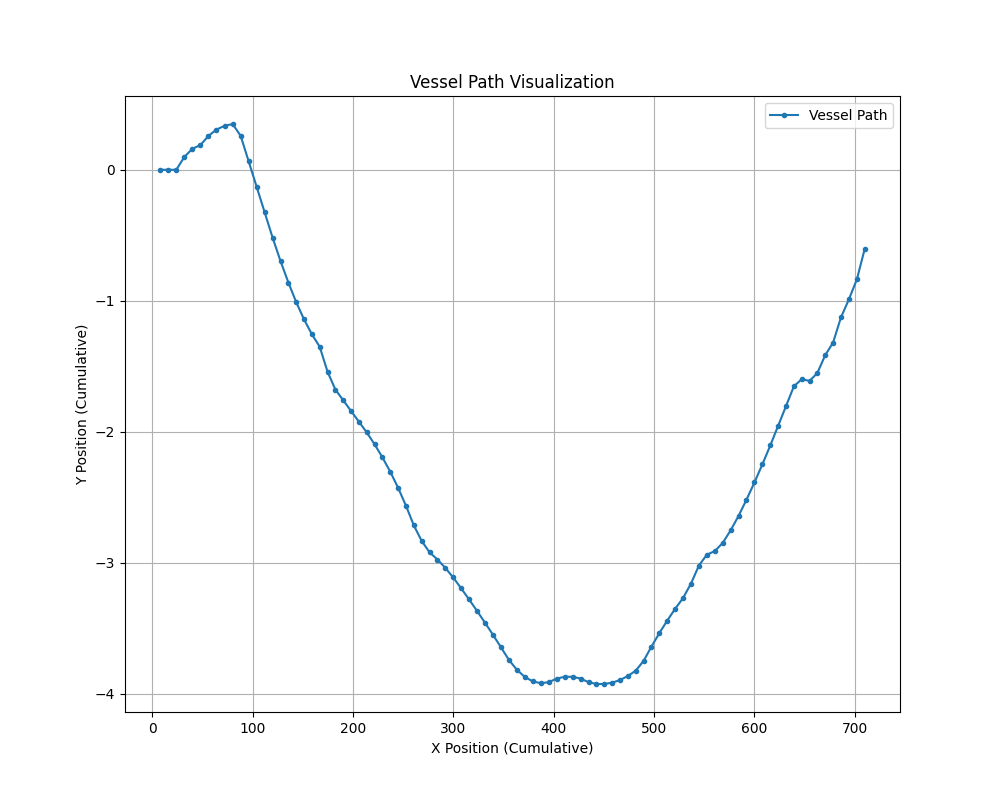 Vessel Path Visualization
Vessel Path
Y Position (Cumulative)
0
−1
−2
−3
−4
0 100 200 300 400 500 600 700
X Position (Cumulative)